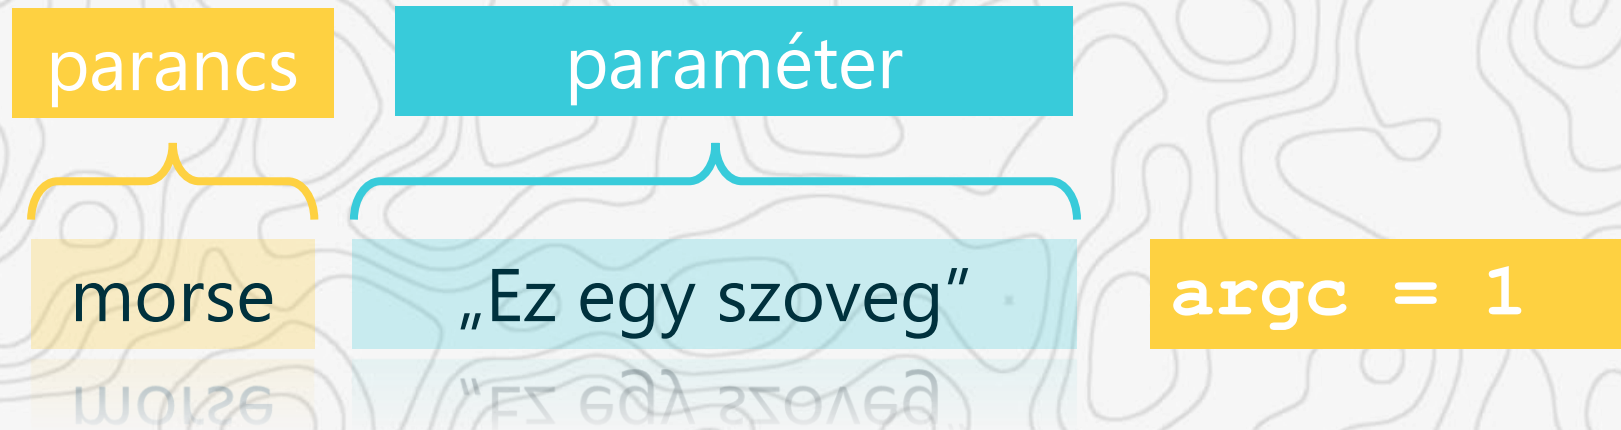 parancs
paraméter
morse
„Ez egy szoveg”
argc = 1